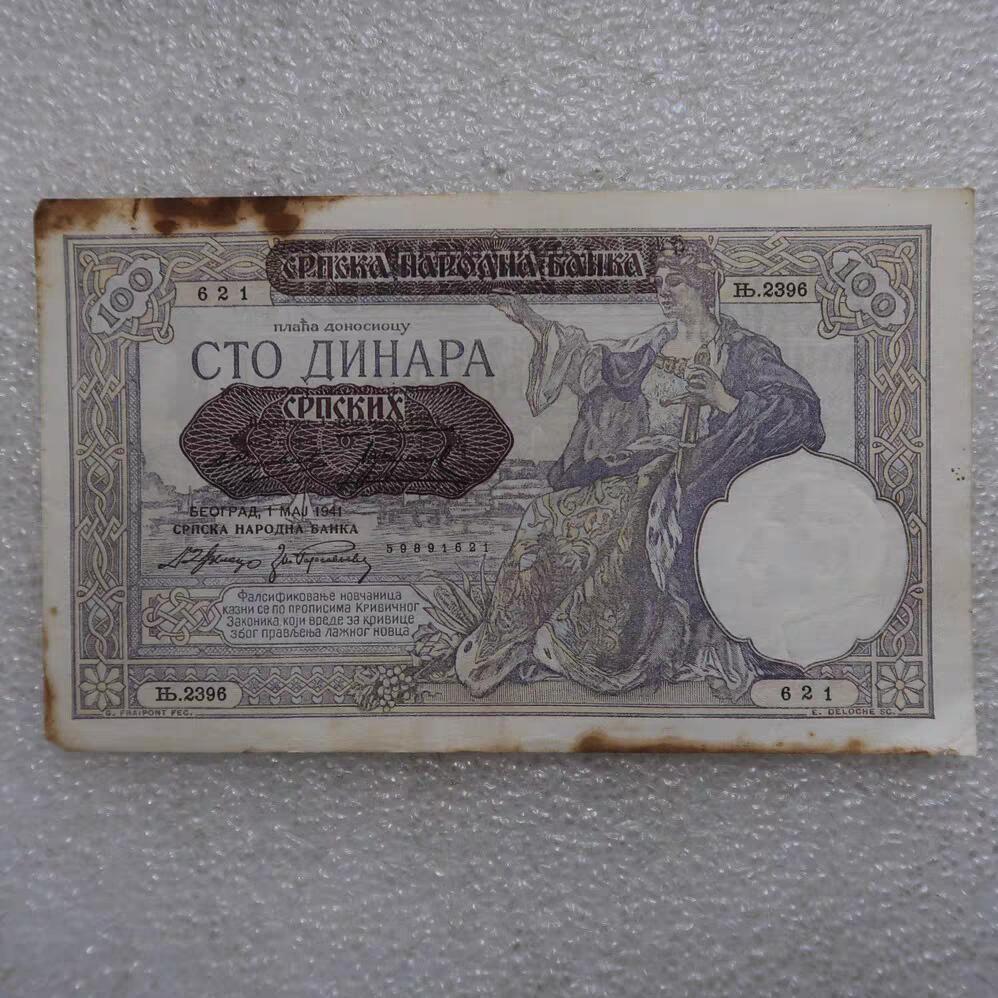 СРПСКА НАРОДНА БАНКА
100
100
621
Њ.2396
плаћа доносиоцу
СТО ДИНАРА
СРПСКИХ
БЕОГРАД, 1 МАЈ 1941
СРПСКА НАРОДНА БАНКА
59891621
Фалсификовање новчаница
казни се по прописима Кривичног
Законика, који вреде за кривице
због прављења лажног новца
Њ.2396
621
G. FRAIPONT FEC.
E. DELOCHE SC.